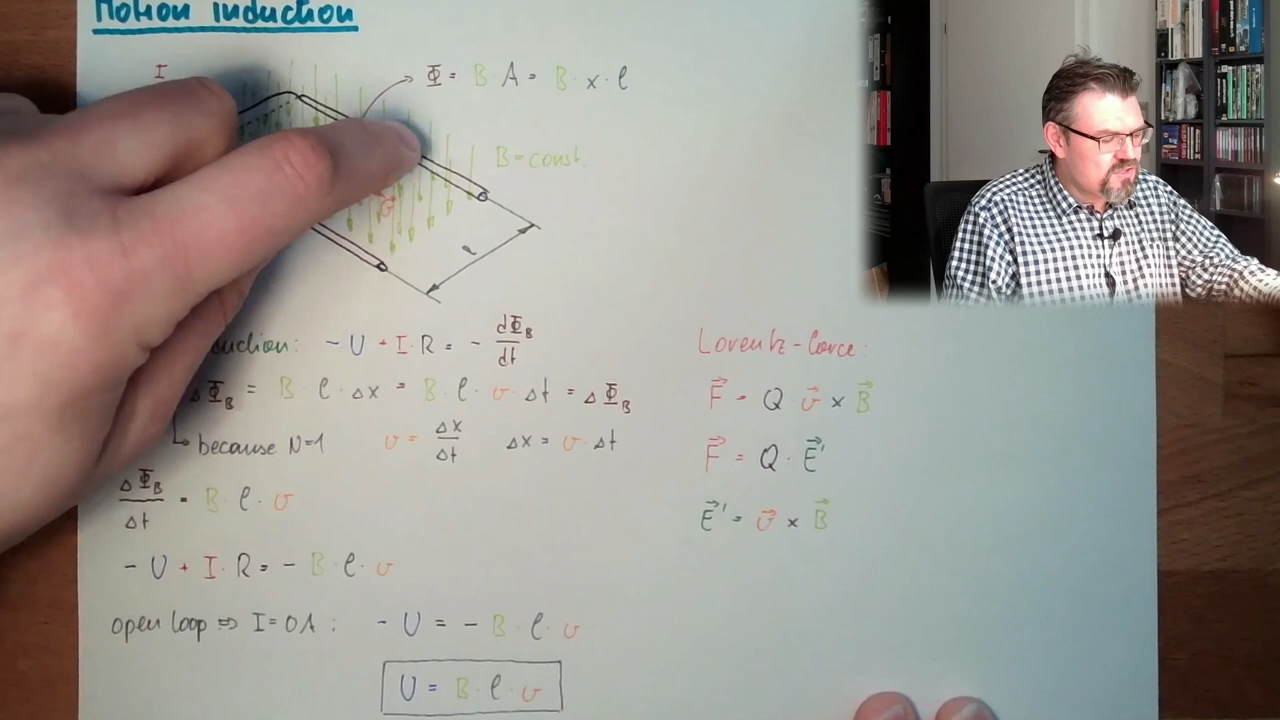 Motion induction
I
Φ = B · A = B · x · l
B = const.
v⃗
l
duction: - U + I · R = - dΦ_B/dt
ΔΦ_B = B · l · Δx = B · l · v · Δt = ΔΦ_B
because N=1 v = Δx/Δt Δx = v · Δt
ΔΦ_B/Δt = B · l · v
- U + I · R = - B · l · v
open loop ⇒ I = 0A : - U = - B · l · v
U = B · l · v
Lorentz-force:
F⃗ = Q · v⃗ × B⃗
F⃗ = Q · E⃗'
E⃗' = v⃗ × B⃗